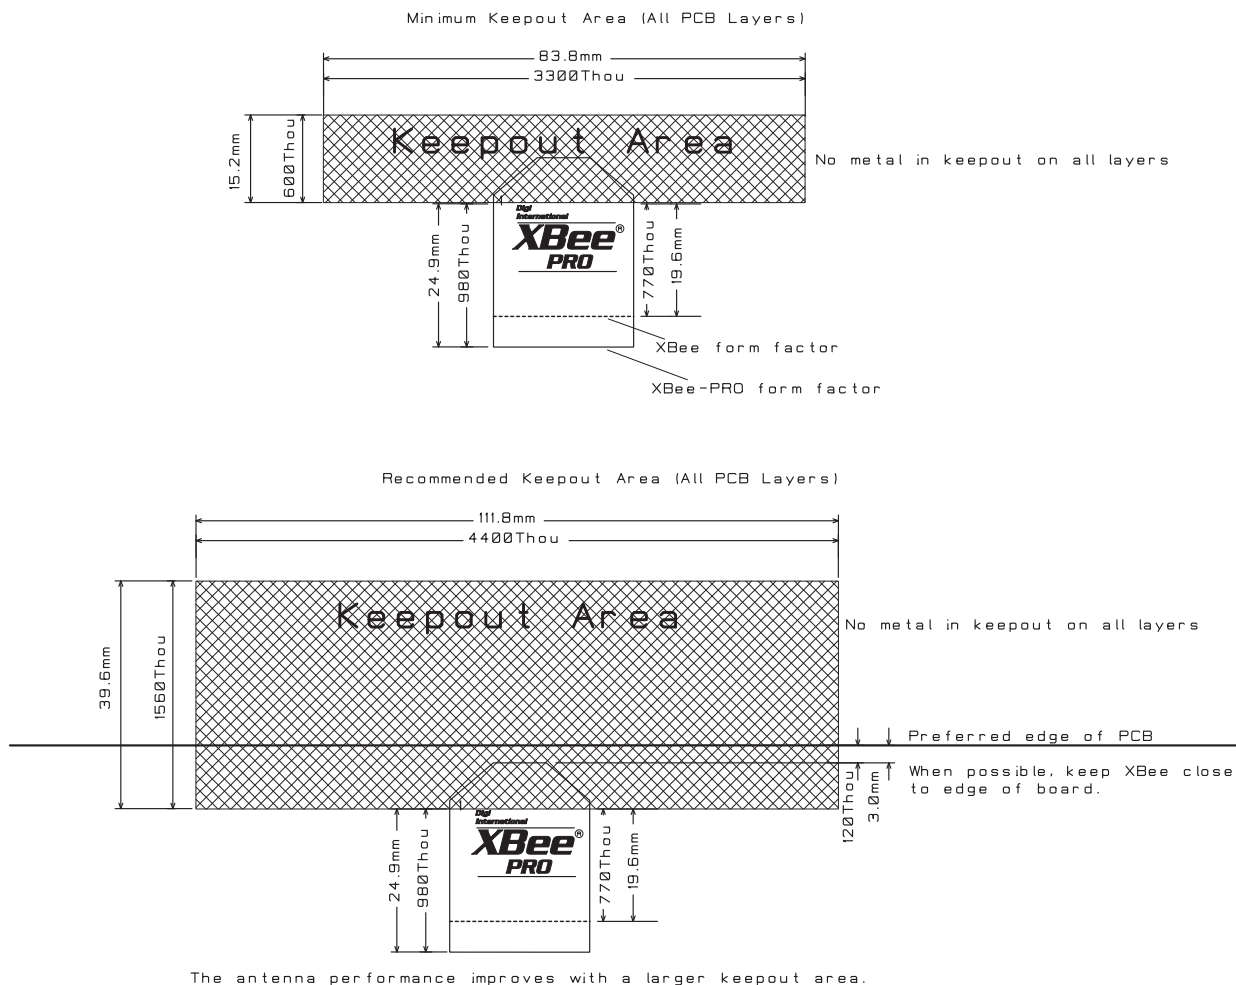 Minimum Keepout Area (All PCB Layers)
83.8mm
3300Thou
15.2mm
600Thou
Keepout Area
No metal in keepout on all layers
Digi
International
XBee®
PRO
24.9mm
980Thou
770Thou
19.6mm
XBee form factor
XBee-PRO form factor
Recommended Keepout Area (All PCB Layers)
111.8mm
4400Thou
39.6mm
1560Thou
Keepout Area
No metal in keepout on all layers
Preferred edge of PCB
When possible, keep XBee close
to edge of board.
120Thou
3.0mm
Digi
International
XBee®
PRO
24.9mm
980Thou
770Thou
19.6mm
The antenna performance improves with a larger keepout area.